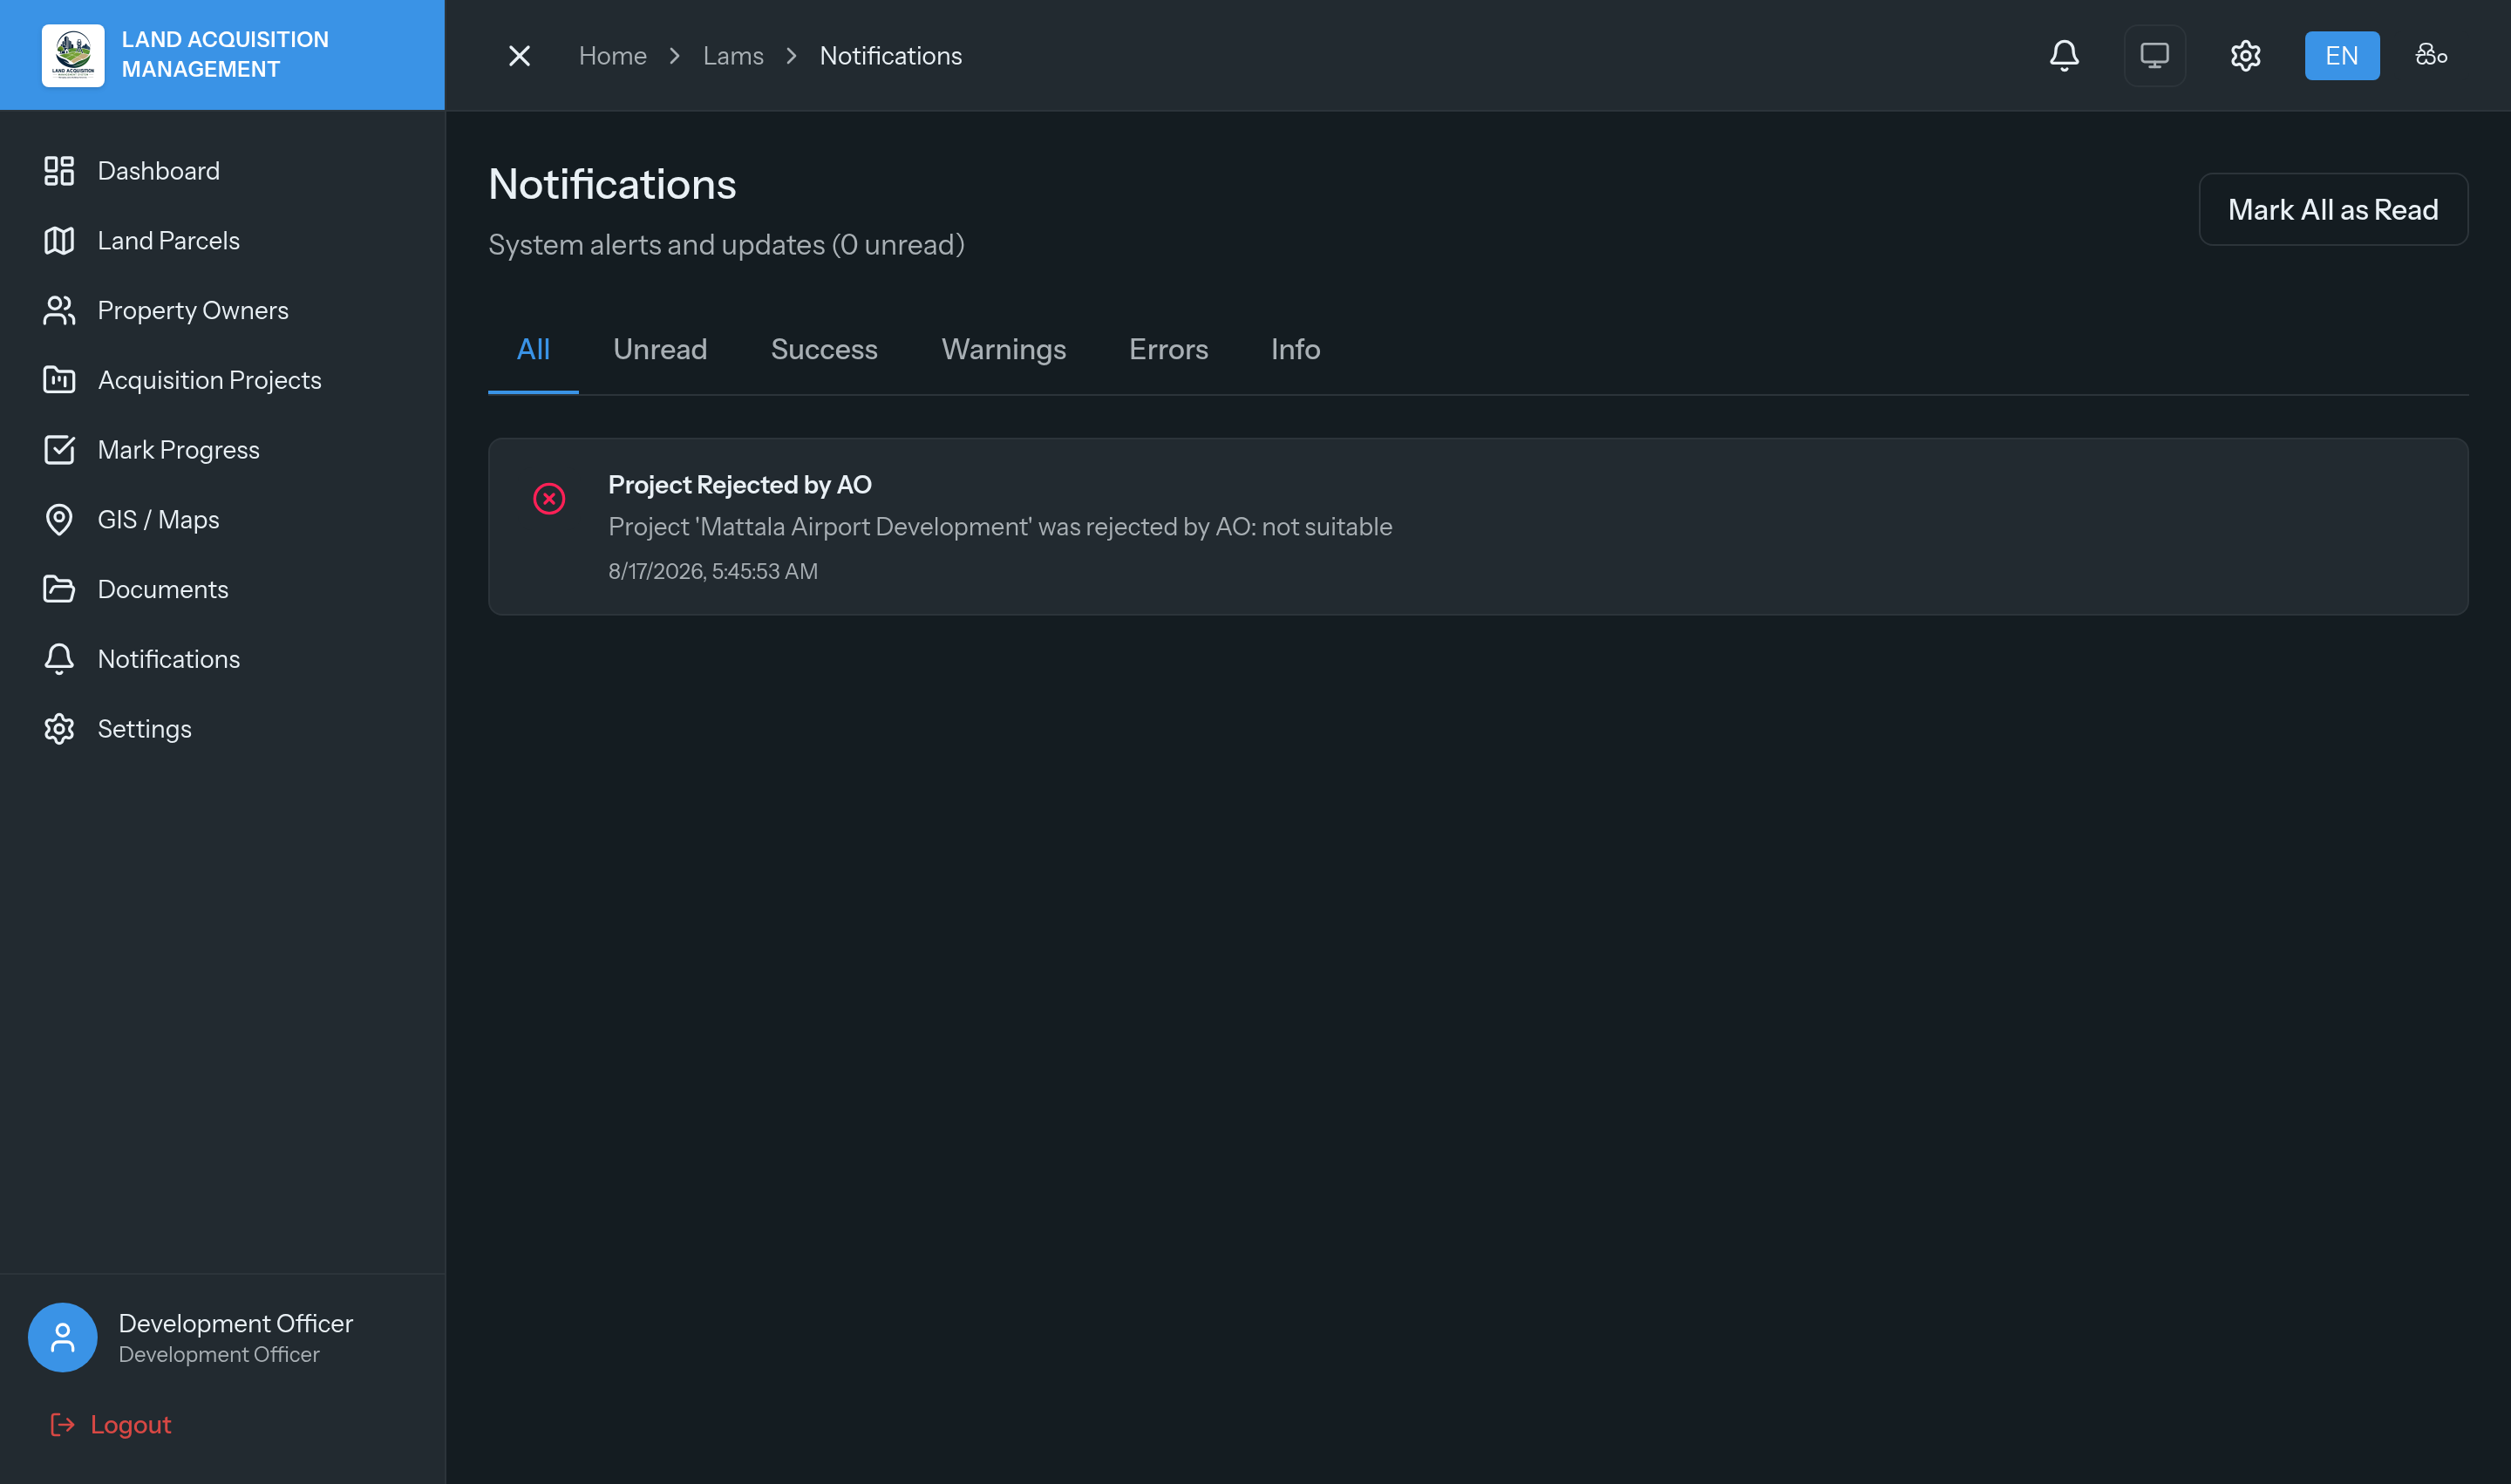 LAND ACQUISITION
MANAGEMENT
Home > Lams > Notifications
EN
සිං
Dashboard
Land Parcels
Property Owners
Acquisition Projects
Mark Progress
GIS / Maps
Documents
Notifications
Settings
Notifications
System alerts and updates (0 unread)
Mark All as Read
All
Unread
Success
Warnings
Errors
Info
Project Rejected by AO
Project 'Mattala Airport Development' was rejected by AO: not suitable
8/17/2026, 5:45:53 AM
Development Officer
Development Officer
Logout